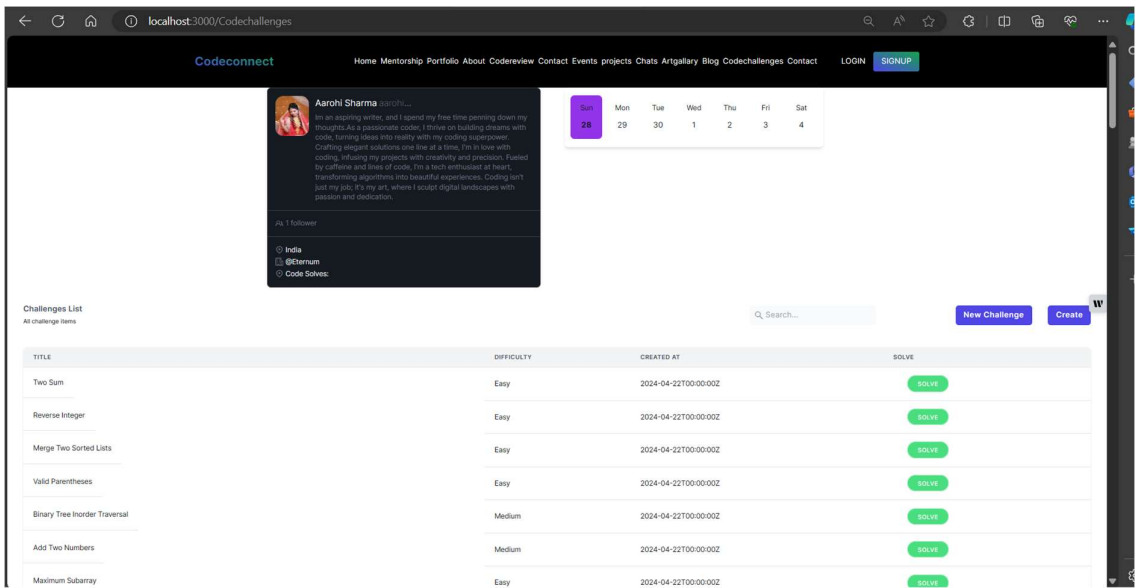 localhost:3000/Codechallenges
Codeconnect
Home Mentorship Portfolio About Codereview Contact Events projects Chats Artgallary Blog Codechallenges Contact
LOGIN
SIGNUP
Aarohi Sharma aarohi...
Im an aspiring writer, and I spend my free time penning down my
thoughts.As a passionate coder, I thrive on building dreams with
code, turning ideas into reality with my coding superpower.
Crafting elegant solutions one line at a time, I'm in love with
coding, infusing my projects with creativity and precision. Fueled
by caffeine and lines of code, I'm a tech enthusiast at heart,
transforming algorithms into beautiful experiences. Coding isn't
just my job; it's my art, where I sculpt digital landscapes with
passion and dedication.
1 follower
India
@Eternum
Code Solves:
Sun Mon Tue Wed Thu Fri Sat
28 29 30 1 2 3 4
Challenges List
All challenge items
Search...
New Challenge
Create
TITLE DIFFICULTY CREATED AT SOLVE
Two Sum Easy 2024-04-22T00:00:00Z SOLVE
Reverse Integer Easy 2024-04-22T00:00:00Z SOLVE
Merge Two Sorted Lists Easy 2024-04-22T00:00:00Z SOLVE
Valid Parentheses Easy 2024-04-22T00:00:00Z SOLVE
Binary Tree Inorder Traversal Medium 2024-04-22T00:00:00Z SOLVE
Add Two Numbers Medium 2024-04-22T00:00:00Z SOLVE
Maximum Subarray Easy 2024-04-22T00:00:00Z SOLVE